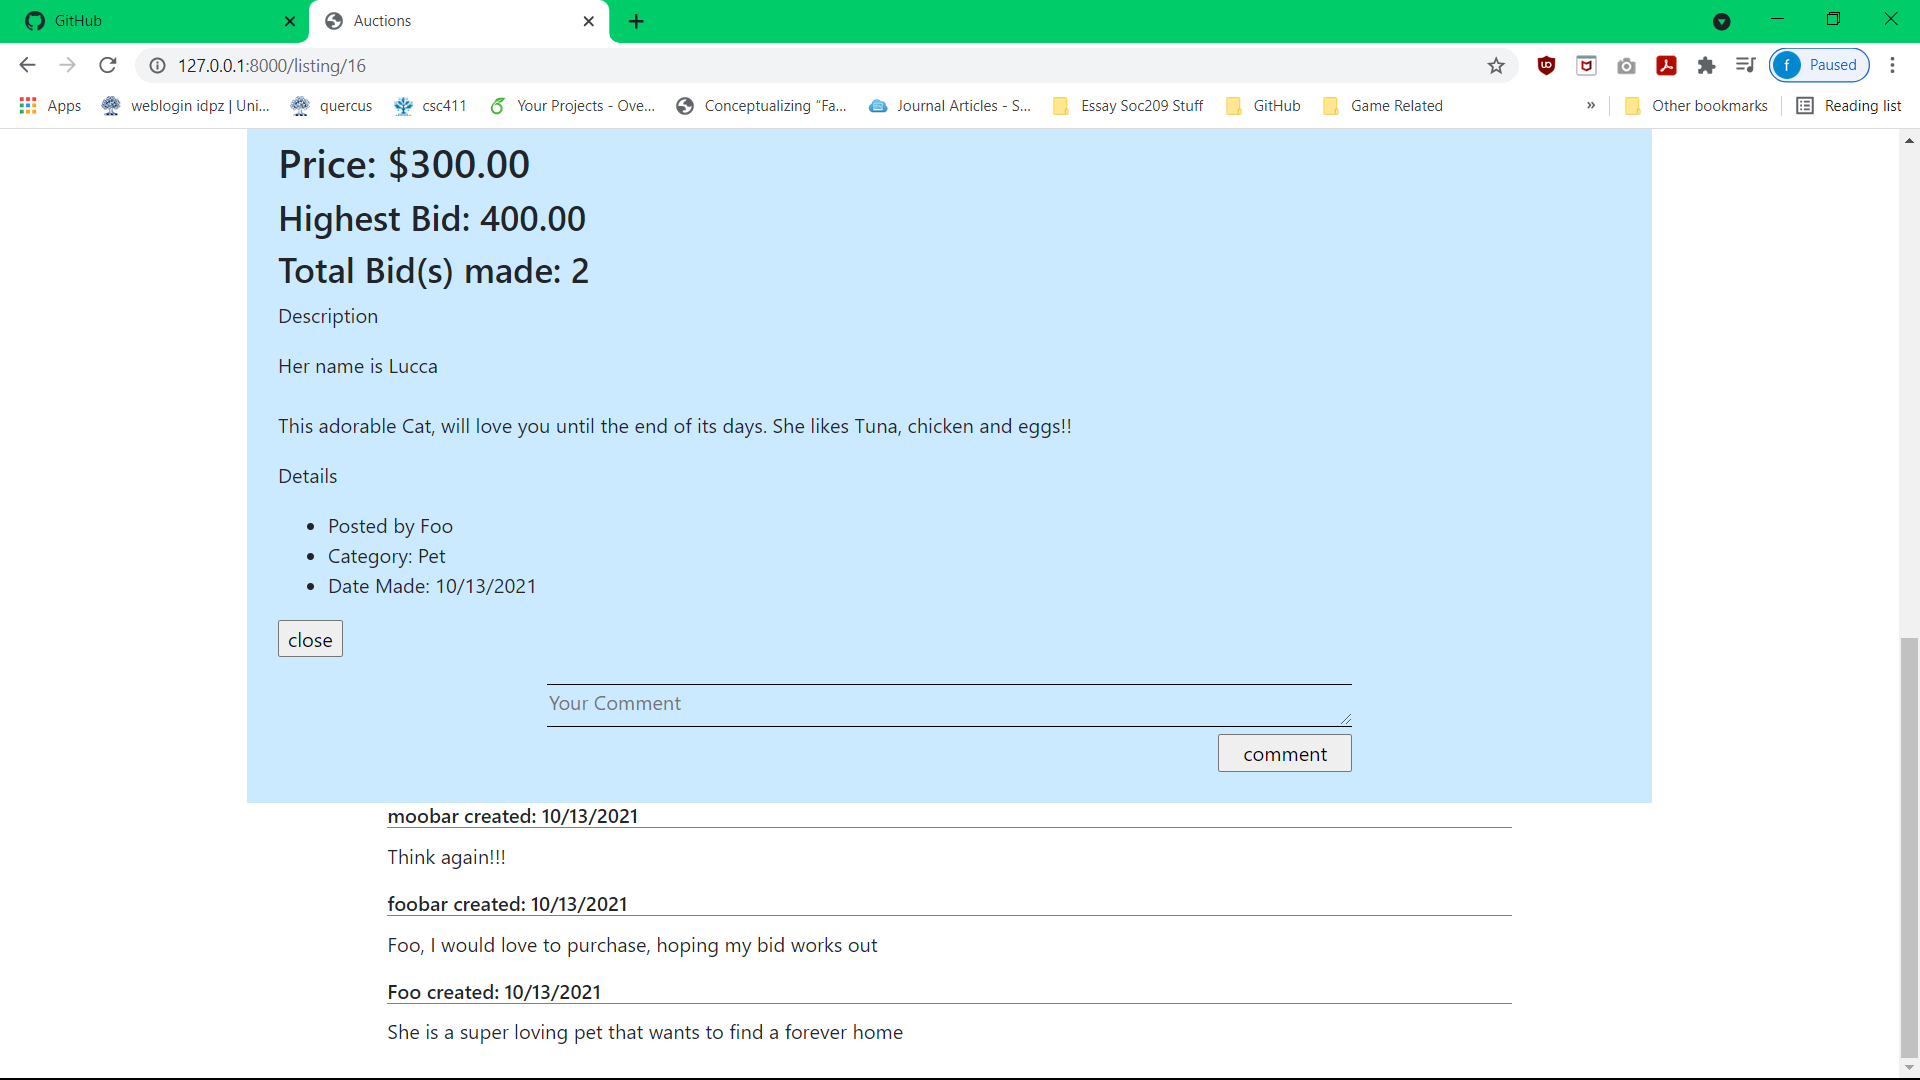 GitHub
Auctions
127.0.0.1:8000/listing/16
Paused
Apps
weblogin idpz | Uni...
quercus
csc411
Your Projects - Ove...
Conceptualizing “Fa...
Journal Articles - S...
Essay Soc209 Stuff
GitHub
Game Related
»
Other bookmarks
Reading list
Price: $300.00
Highest Bid: 400.00
Total Bid(s) made: 2
Description
Her name is Lucca
This adorable Cat, will love you until the end of its days. She likes Tuna, chicken and eggs!!
Details
• Posted by Foo
• Category: Pet
• Date Made: 10/13/2021
close
Your Comment
comment
moobar created: 10/13/2021
Think again!!!
foobar created: 10/13/2021
Foo, I would love to purchase, hoping my bid works out
Foo created: 10/13/2021
She is a super loving pet that wants to find a forever home